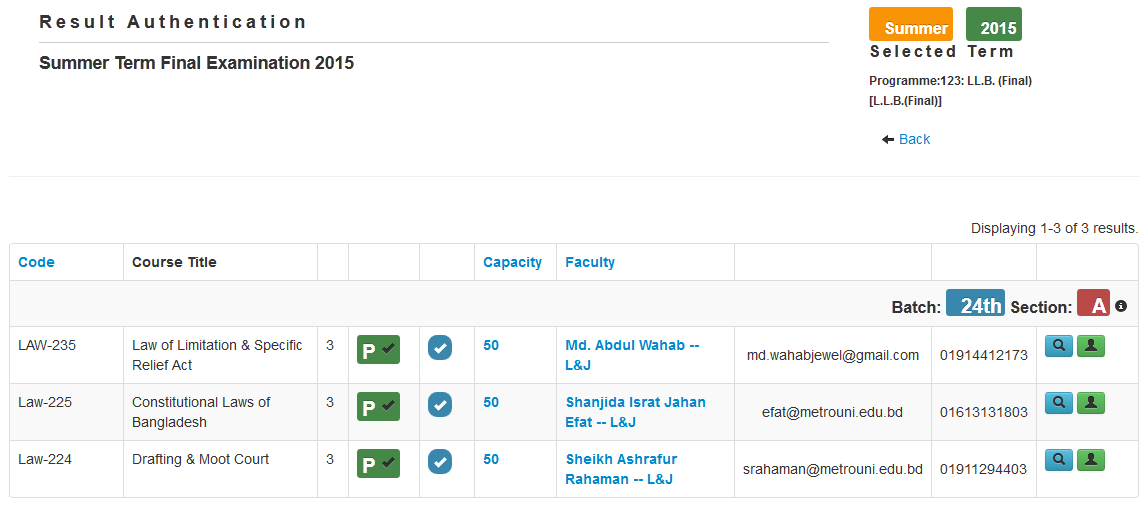 Result Authentication
Summer Term Final Examination 2015
Summer 2015
Selected Term
Programme:123: LL.B. (Final)
[L.L.B.(Final)]
Back
Displaying 1-3 of 3 results.
Code Course Title Capacity Faculty
Batch: 24th Section: A
LAW-235 Law of Limitation & Specific 3 P 50 Md. Abdul Wahab -- md.wahabjewel@gmail.com 01914412173
Relief Act L&J
Law-225 Constitutional Laws of 3 P 50 Shanjida Israt Jahan efat@metrouni.edu.bd 01613131803
Bangladesh Efat -- L&J
Law-224 Drafting & Moot Court 3 P 50 Sheikh Ashrafur srahaman@metrouni.edu.bd 01911294403
Rahaman -- L&J